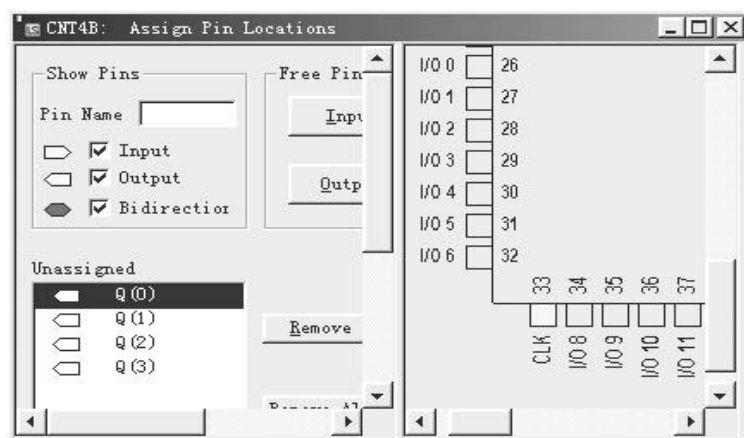 CNT4B: Assign Pin Locations
Show Pins
Pin Name
Input
Output
Bidirection
Free Pin
Inpu
Outp
Unassigned
Q(0)
Q(1)
Q(2)
Q(3)
Remove
I/O 0 26
I/O 1 27
I/O 2 28
I/O 3 29
I/O 4 30
I/O 5 31
I/O 6 32
33 34 35 36 37
CLK I/O 8 I/O 9 I/O 10 I/O 11